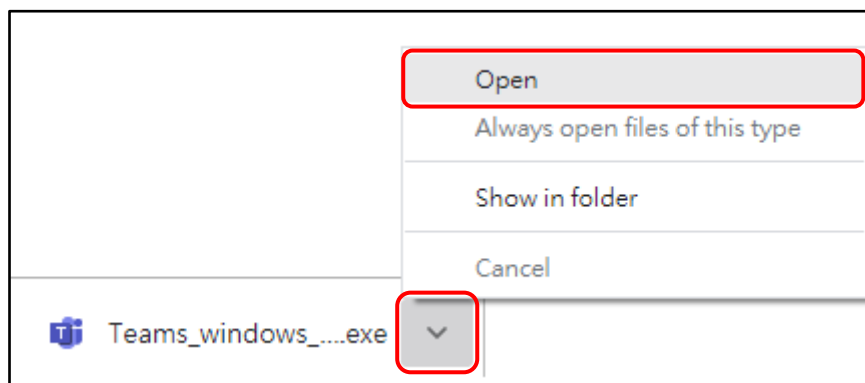 Open
Always open files of this type
Show in folder
Cancel
Teams_windows_....exe